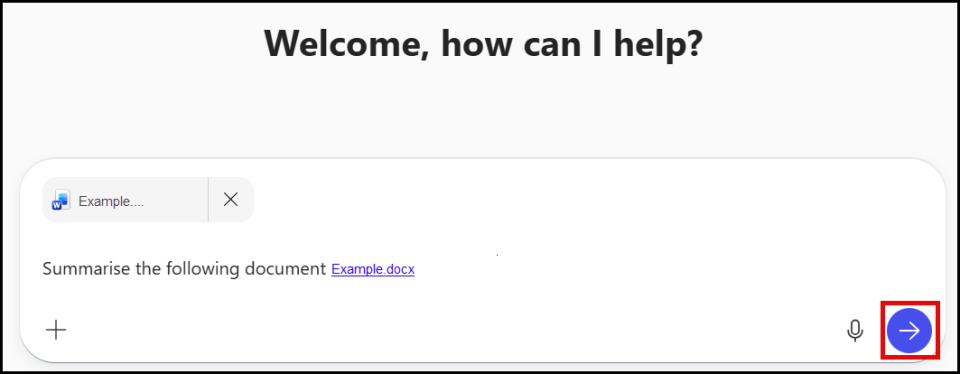 Welcome, how can I help?
Example....
Summarise the following document Example.docx